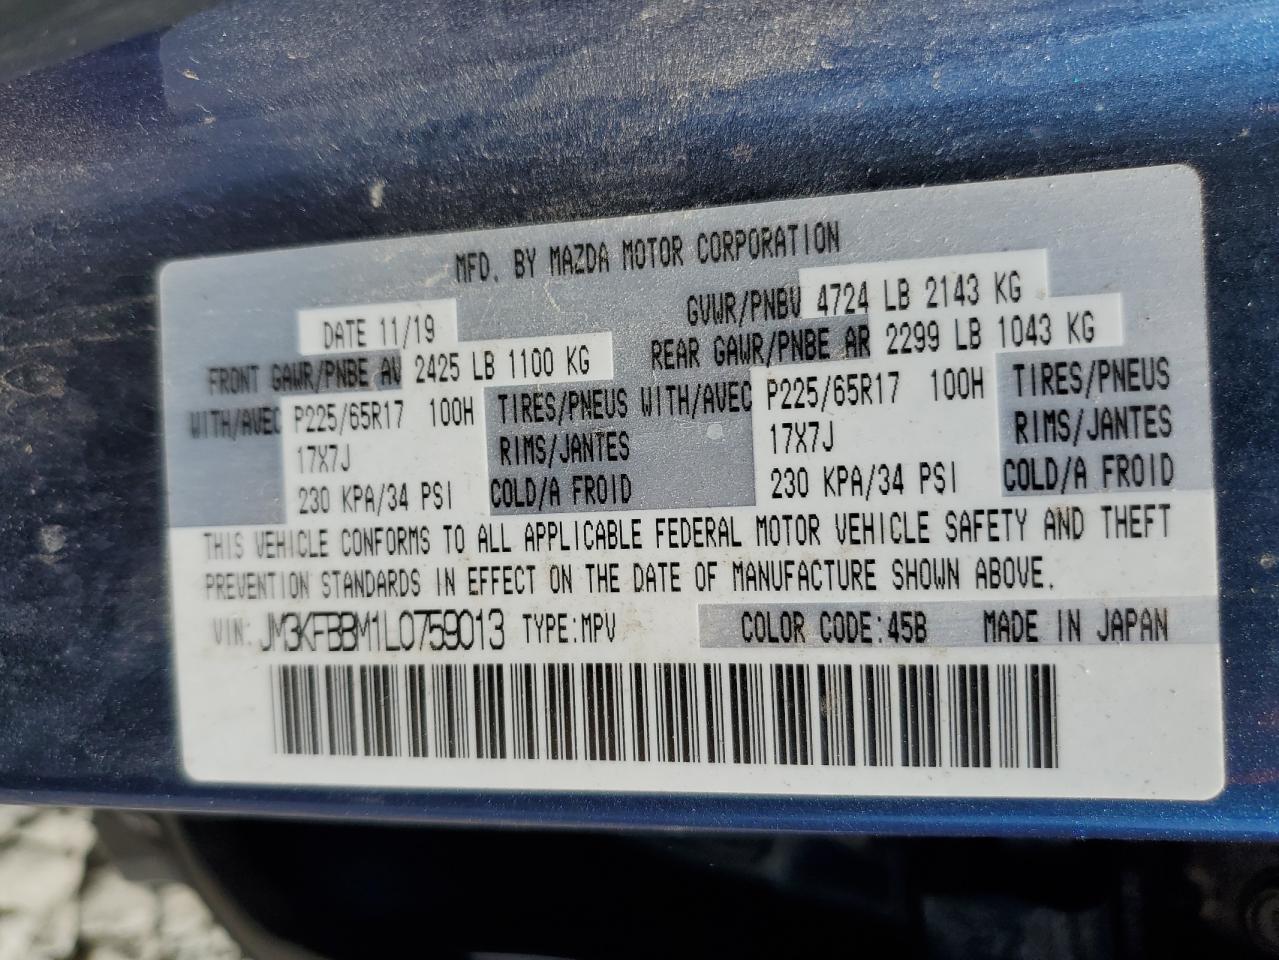 MFD. BY MAZDA MOTOR CORPORATION
DATE 11/19 GVWR/PNBV 4724 LB 2143 KG
FRONT GAWR/PNBE AV 2425 LB 1100 KG REAR GAWR/PNBE AR 2299 LB 1043 KG
WITH/AVEC P225/65R17 100H TIRES/PNEUS WITH/AVEC P225/65R17 100H TIRES/PNEUS
17X7J RIMS/JANTES 17X7J RIMS/JANTES
230 KPA/34 PSI COLD/A FROID 230 KPA/34 PSI COLD/A FROID
THIS VEHICLE CONFORMS TO ALL APPLICABLE FEDERAL MOTOR VEHICLE SAFETY AND THEFT
PREVENTION STANDARDS IN EFFECT ON THE DATE OF MANUFACTURE SHOWN ABOVE.
VIN: JM3KFBBM1L0759013 TYPE:MPV COLOR CODE:45B MADE IN JAPAN